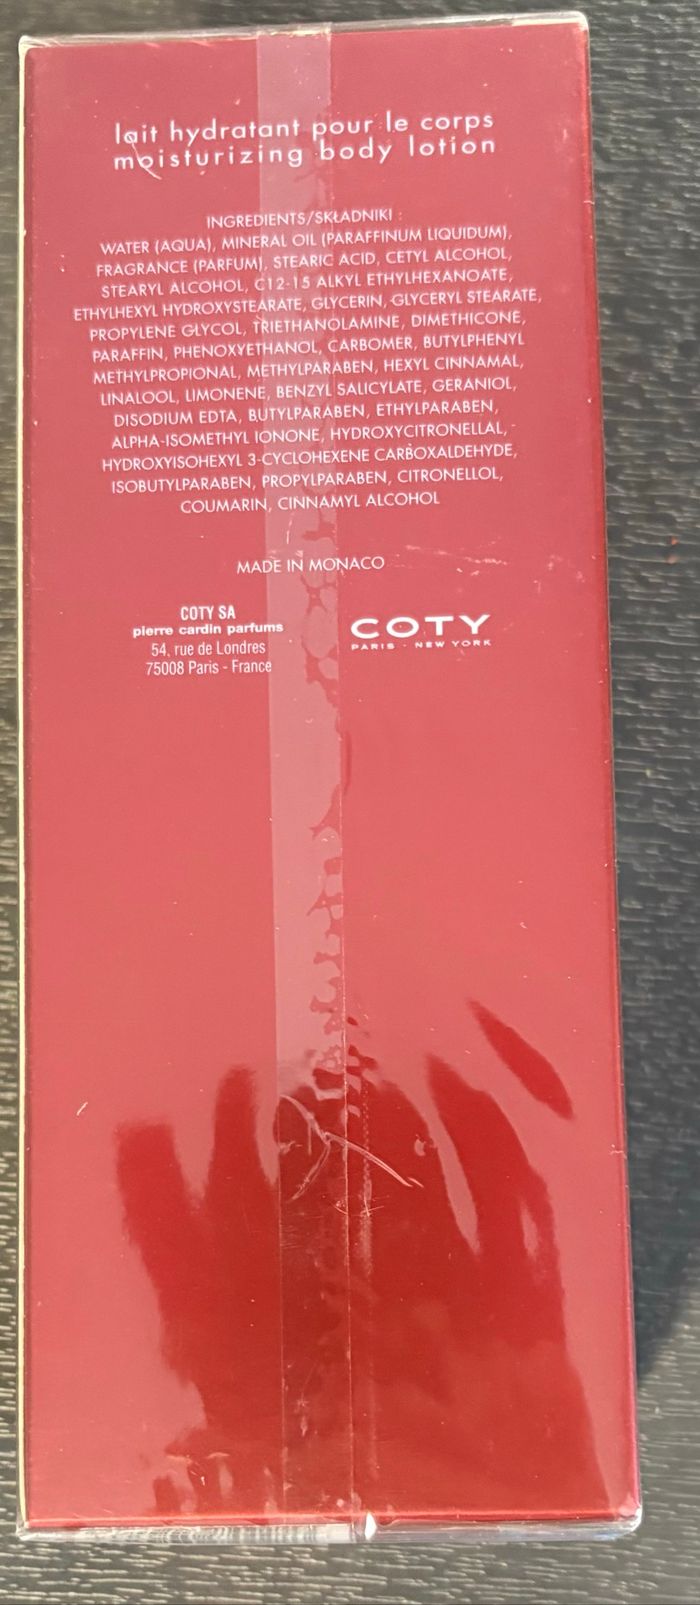 lait hydratant pour le corps
moisturizing body lotion
INGREDIENTS/SKŁADNIKI :
WATER (AQUA), MINERAL OIL (PARAFFINUM LIQUIDUM),
FRAGRANCE (PARFUM), STEARIC ACID, CETYL ALCOHOL,
STEARYL ALCOHOL, C12-15 ALKYL ETHYLHEXANOATE,
ETHYLHEXYL HYDROXYSTEARATE, GLYCERIN, GLYCERYL STEARATE,
PROPYLENE GLYCOL, TRIETHANOLAMINE, DIMETHICONE,
PARAFFIN, PHENOXYETHANOL, CARBOMER, BUTYLPHENYL
METHYLPROPIONAL, METHYLPARABEN, HEXYL CINNAMAL,
LINALOOL, LIMONENE, BENZYL SALICYLATE, GERANIOL,
DISODIUM EDTA, BUTYLPARABEN, ETHYLPARABEN,
ALPHA-ISOMETHYL IONONE, HYDROXYCITRONELLAL,
HYDROXYISOHEXYL 3-CYCLOHEXENE CARBOXALDEHYDE,
ISOBUTYLPARABEN, PROPYLPARABEN, CITRONELLOL,
COUMARIN, CINNAMYL ALCOHOL
MADE IN MONACO
COTY SA
pierre cardin parfums
54, rue de Londres
75008 Paris - France
COTY
PARIS · NEW YORK